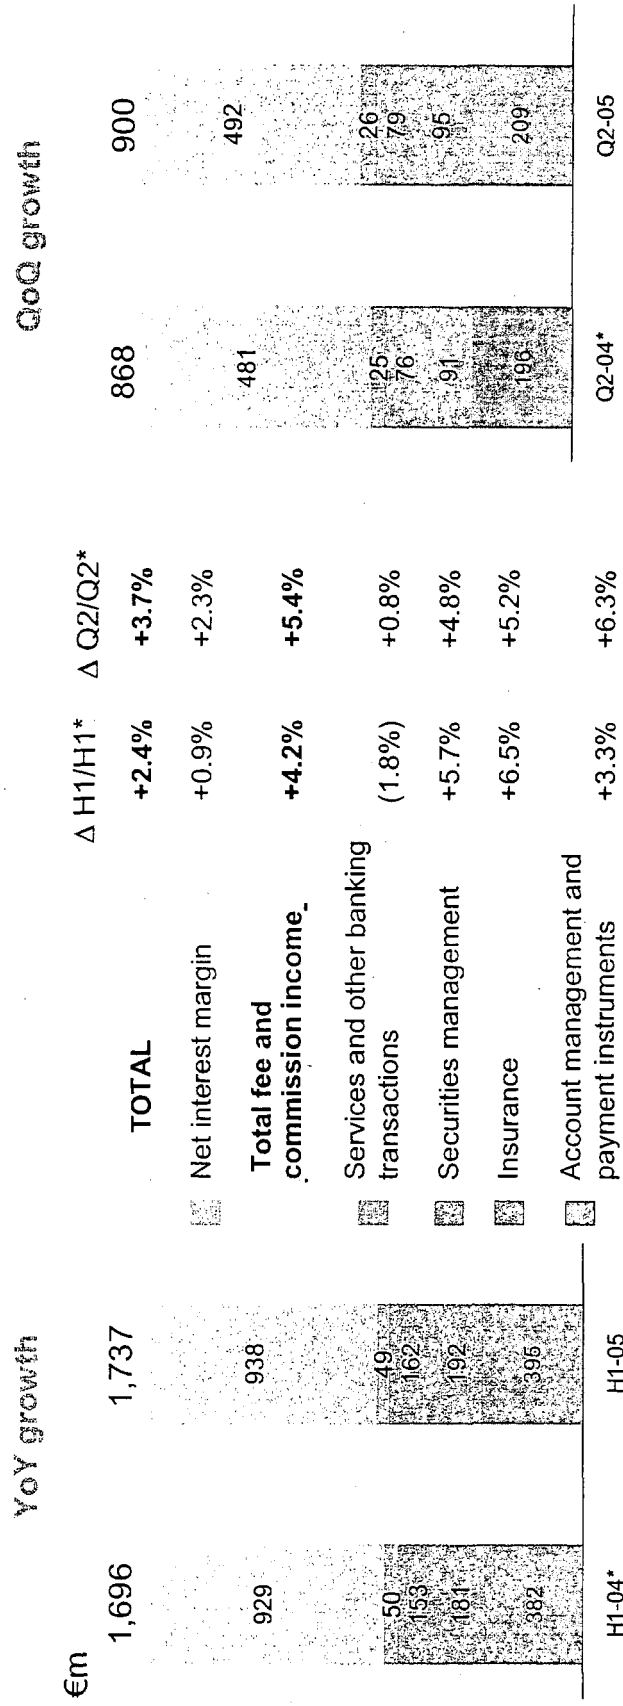 YoY growth
€m
1,696
1,737
929
938
50
49
153
162
181
192
382
395
H1-04*
H1-05
Δ H1/H1*
Δ Q2/Q2*
TOTAL
+2.4%
+3.7%
Net interest margin
+0.9%
+2.3%
Total fee and
commission income
+4.2%
+5.4%
Services and other banking
transactions
(1.8%)
+0.8%
Securities management
+5.7%
+4.8%
Insurance
+6.5%
+5.2%
Account management and
payment instruments
+3.3%
+6.3%
QoQ growth
868
900
481
492
25
26
76
79
91
95
196
209
Q2-04*
Q2-05